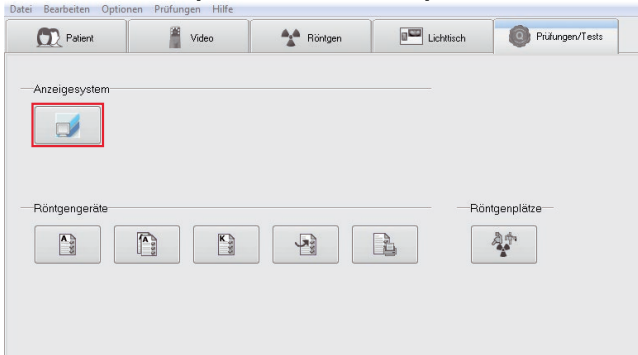 Datei Bearbeiten Optionen Prüfungen Hilfe
Patient Video Röntgen Lichttisch Prüfungen/Tests
Anzeigesystem
Röntgengeräte Röntgenplätze
A A K